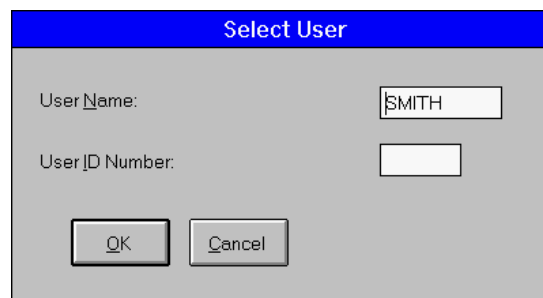 Select User
User Name: SMITH
User ID Number:
OK Cancel